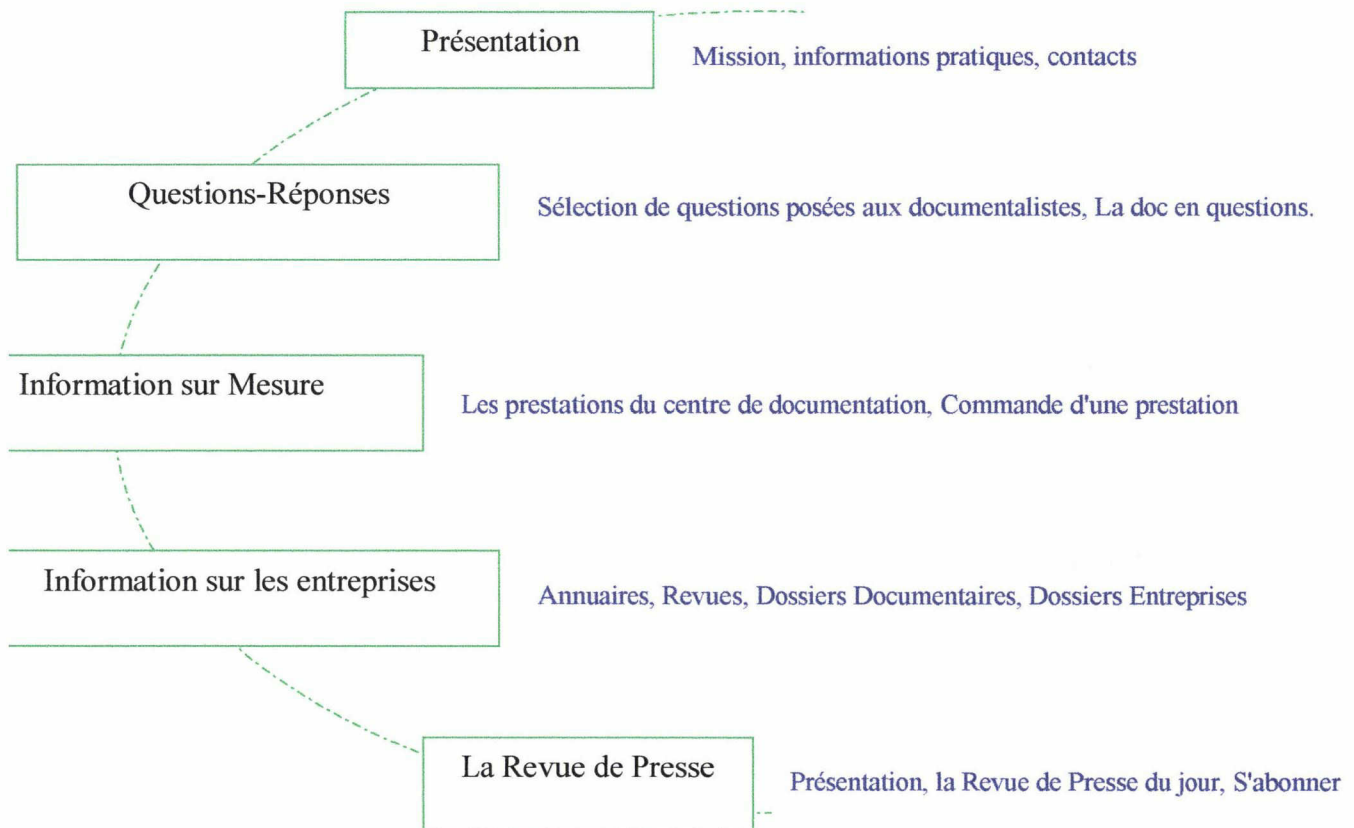 Présentation
Mission, informations pratiques, contacts
Questions-Réponses
Sélection de questions posées aux documentalistes, La doc en questions.
Information sur Mesure
Les prestations du centre de documentation, Commande d'une prestation
Information sur les entreprises
Annuaires, Revues, Dossiers Documentaires, Dossiers Entreprises
La Revue de Presse
Présentation, la Revue de Presse du jour, S'abonner